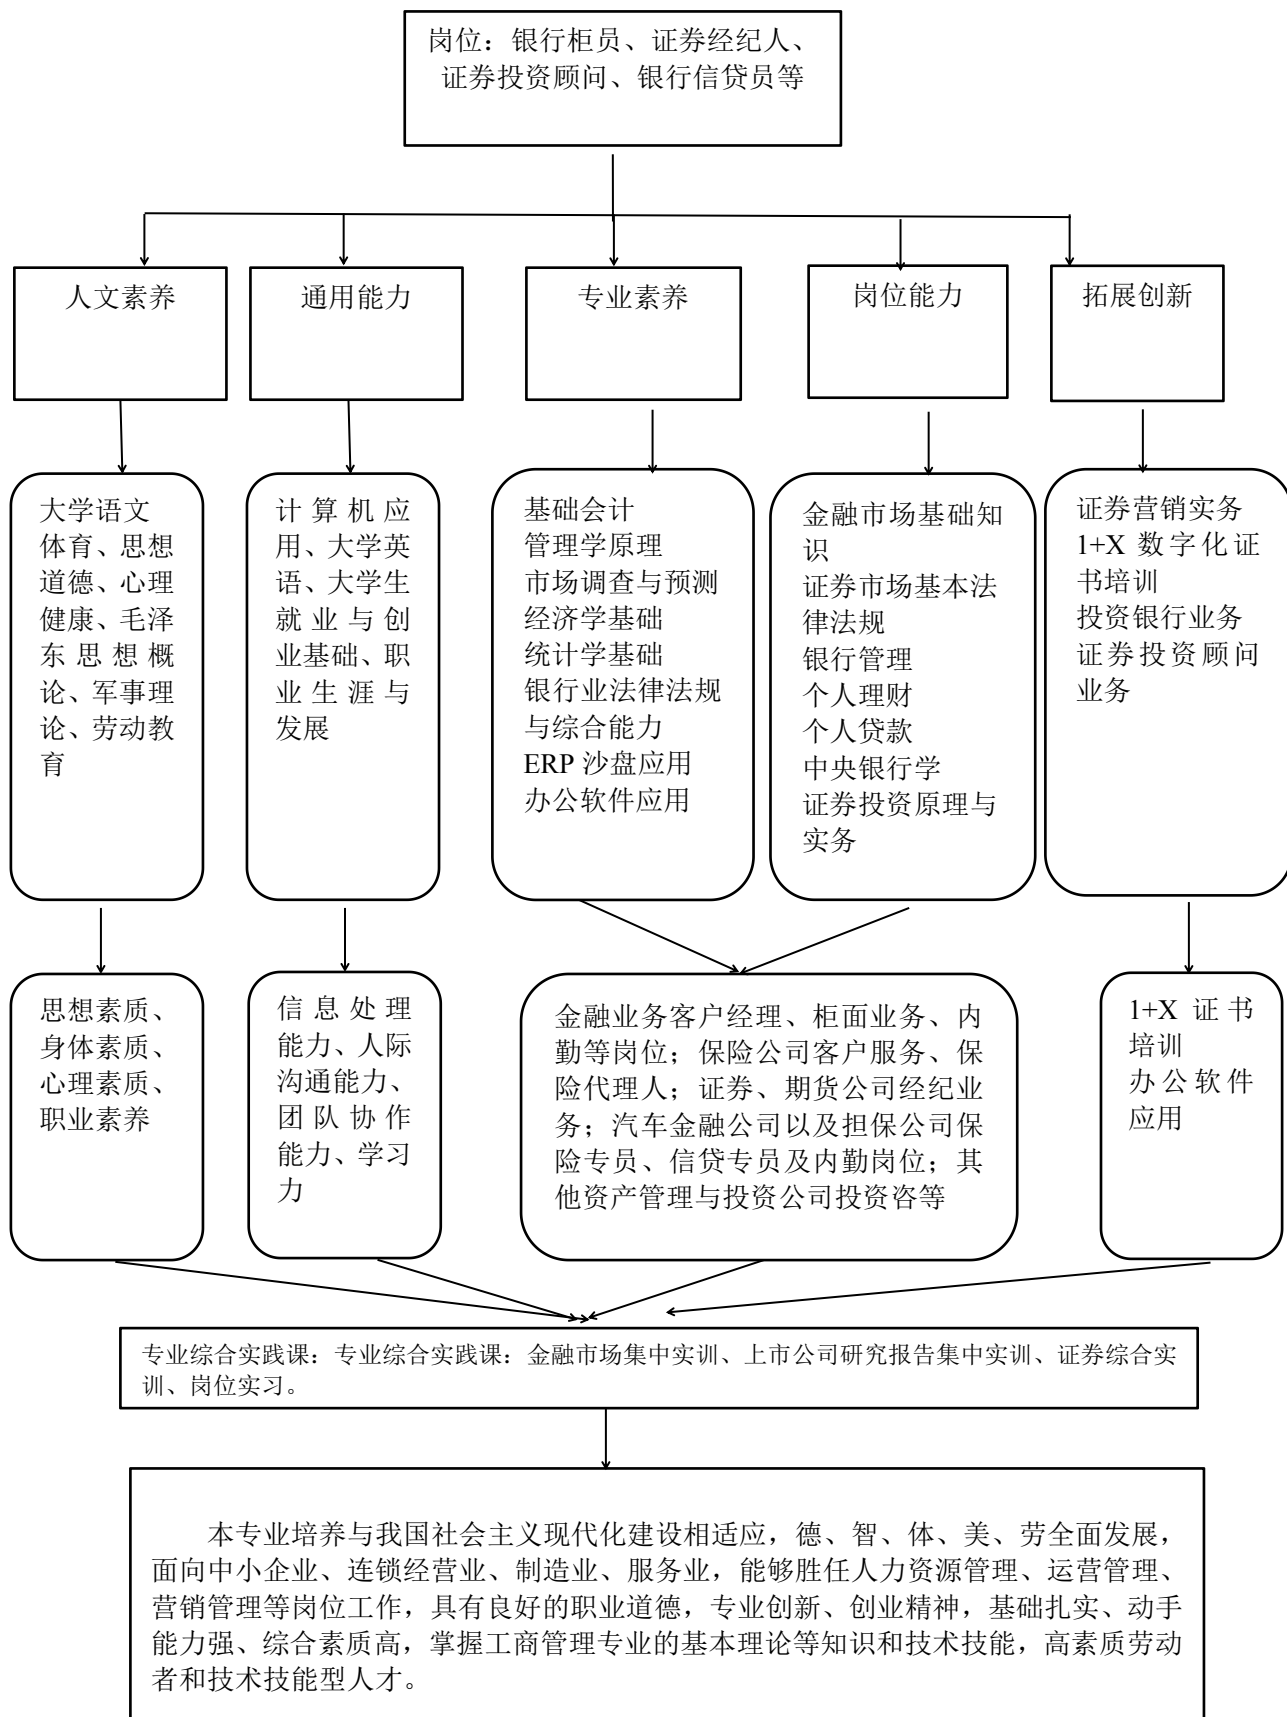 岗位：银行柜员、证券经纪人、
证券投资顾问、银行信贷员等
人文素养
通用能力
专业素养
岗位能力
拓展创新
大学语文
体育、思想
道德、心理
健康、毛泽
东思想概
论、军事理
论、劳动教
育
计算机应
用、大学英
语、大学生
就业与创
业基础、职
业生涯与
发展
基础会计
管理学原理
市场调查与预测
经济学基础
统计学基础
银行业法律法规
与综合能力
ERP 沙盘应用
办公软件应用
金融市场基础知
识
证券市场基本法
律法规
银行管理
个人理财
个人贷款
中央银行学
证券投资原理与
实务
证券营销实务
1+X 数字化证
书培训
投资银行业务
证券投资顾问
业务
思想素质、
身体素质、
心理素质、
职业素养
信息处理
能力、人际
沟通能力、
团队协作
能力、学习
力
金融业务客户经理、柜面业务、内
勤等岗位；保险公司客户服务、保
险代理人；证券、期货公司经纪业
务；汽车金融公司以及担保公司保
险专员、信贷专员及内勤岗位；其
他资产管理与投资公司投资咨等
1+X 证书
培训
办公软件
应用
专业综合实践课：专业综合实践课：金融市场集中实训、上市公司研究报告集中实训、证券综合实
训、岗位实习。
本专业培养与我国社会主义现代化建设相适应，德、智、体、美、劳全面发展，
面向中小企业、连锁经营业、制造业、服务业，能够胜任人力资源管理、运营管理、
营销管理等岗位工作，具有良好的职业道德，专业创新、创业精神，基础扎实、动手
能力强、综合素质高，掌握工商管理专业的基本理论等知识和技术技能，高素质劳动
者和技术技能型人才。